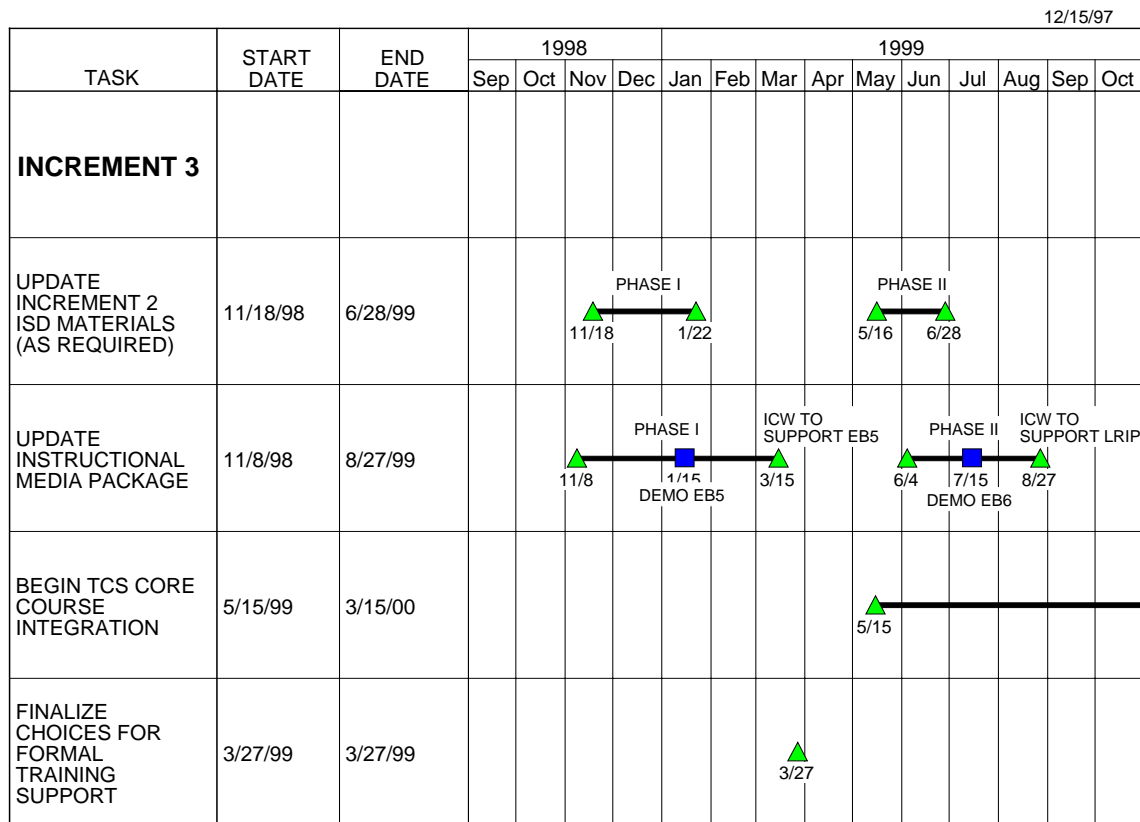 12/15/97
TASK
START
DATE
END
DATE
1998
1999
Sep Oct Nov Dec Jan Feb Mar Apr May Jun Jul Aug Sep Oct
INCREMENT 3
UPDATE
INCREMENT 2
ISD MATERIALS
(AS REQUIRED)
11/18/98
6/28/99
PHASE I
11/18
1/22
PHASE II
5/16
6/28
UPDATE
INSTRUCTIONAL
MEDIA PACKAGE
11/8/98
8/27/99
PHASE I
ICW TO
SUPPORT EB5
11/8
1/15
3/15
DEMO EB5
PHASE II
ICW TO
SUPPORT LRIP
6/4
7/15
8/27
DEMO EB6
BEGIN TCS CORE
COURSE
INTEGRATION
5/15/99
3/15/00
5/15
FINALIZE
CHOICES FOR
FORMAL
TRAINING
SUPPORT
3/27/99
3/27/99
3/27